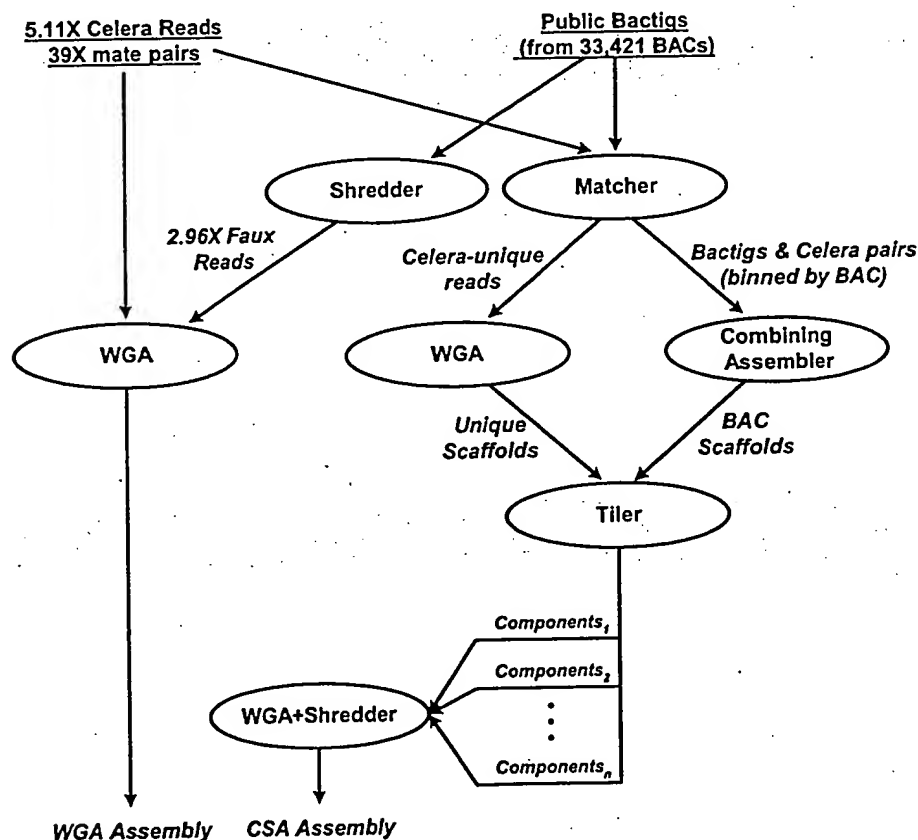 5.11X Celera Reads
39X mate pairs
Public Bactigs
(from 33,421 BACs)
Shredder
Matcher
2.96X Faux
Reads
Celera-unique
reads
Bactigs & Celera pairs
(binned by BAC)
WGA
WGA
Combining
Assembler
Unique
Scaffolds
BAC
Scaffolds
Tiler
Components1
Components2
WGA+Shredder
Componentsn
WGA Assembly
CSA Assembly